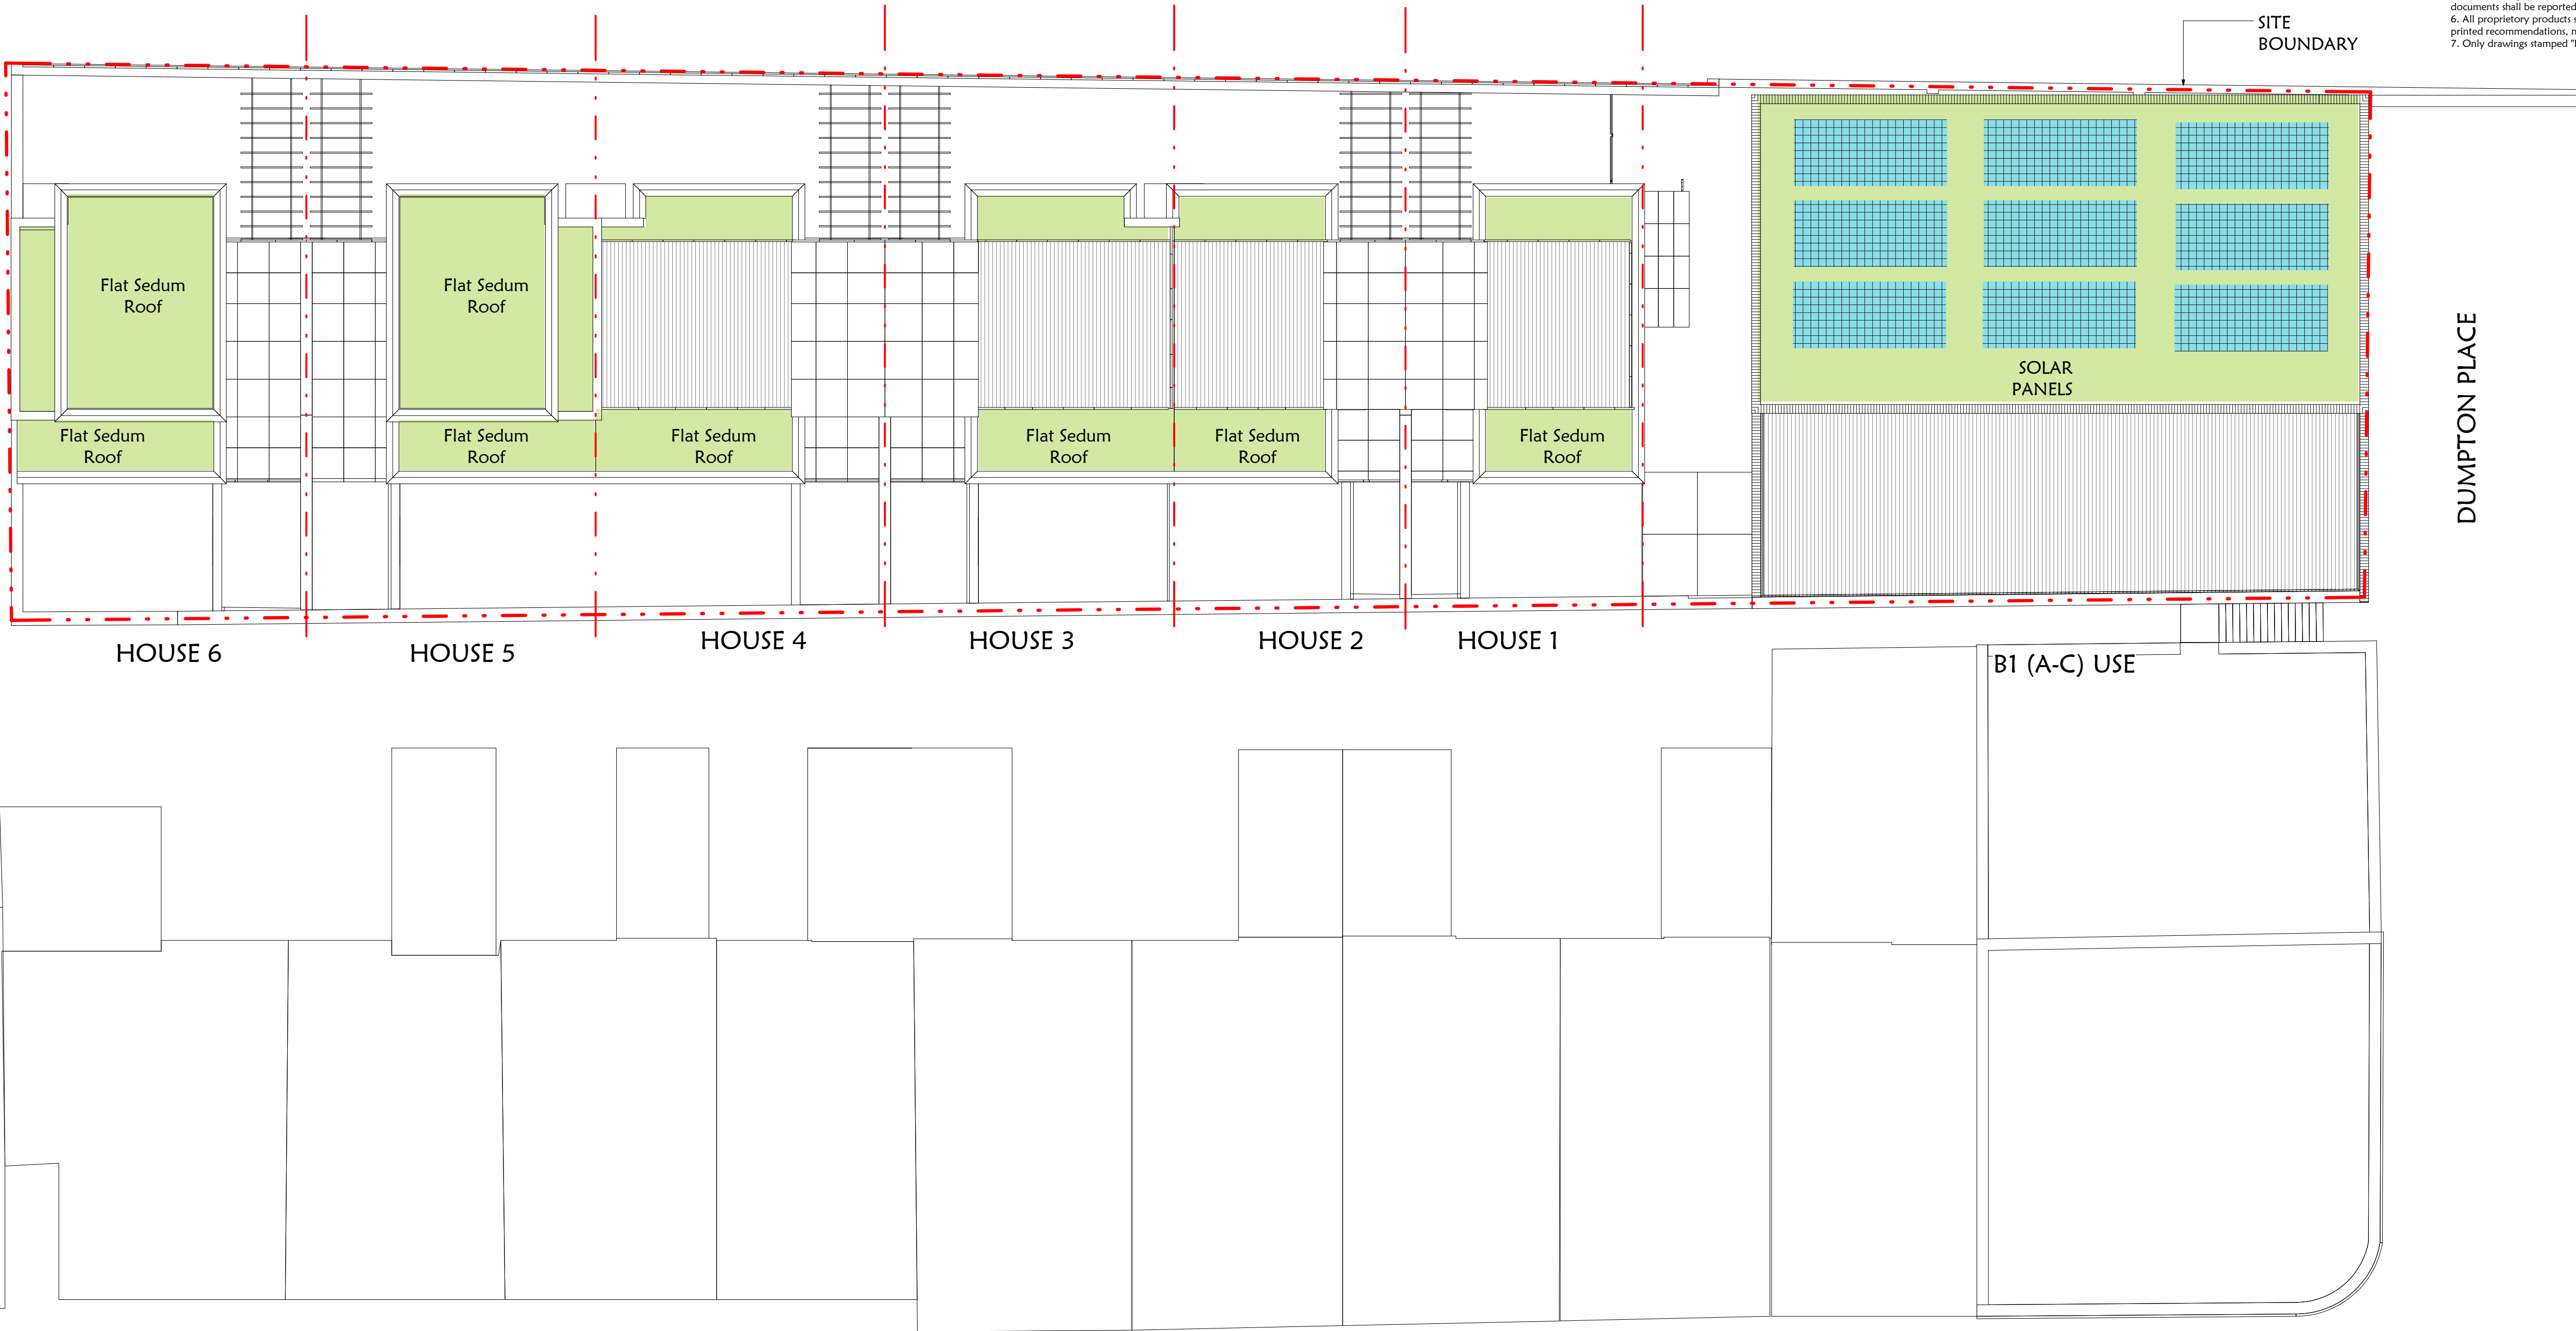 documents shall be reported
6. All proprietory products
printed recommendations,
7. Only drawings stamped
SITE
BOUNDARY
Flat Sedum
Roof
Flat Sedum
Roof
SOLAR
PANELS
DUMPTON PLACE
Flat Sedum
Roof
Flat Sedum
Roof
Flat Sedum
Roof
Flat Sedum
Roof
Flat Sedum
Roof
Flat Sedum
Roof
HOUSE 6
HOUSE 5
HOUSE 4
HOUSE 3
HOUSE 2
HOUSE 1
B1 (A-C) USE